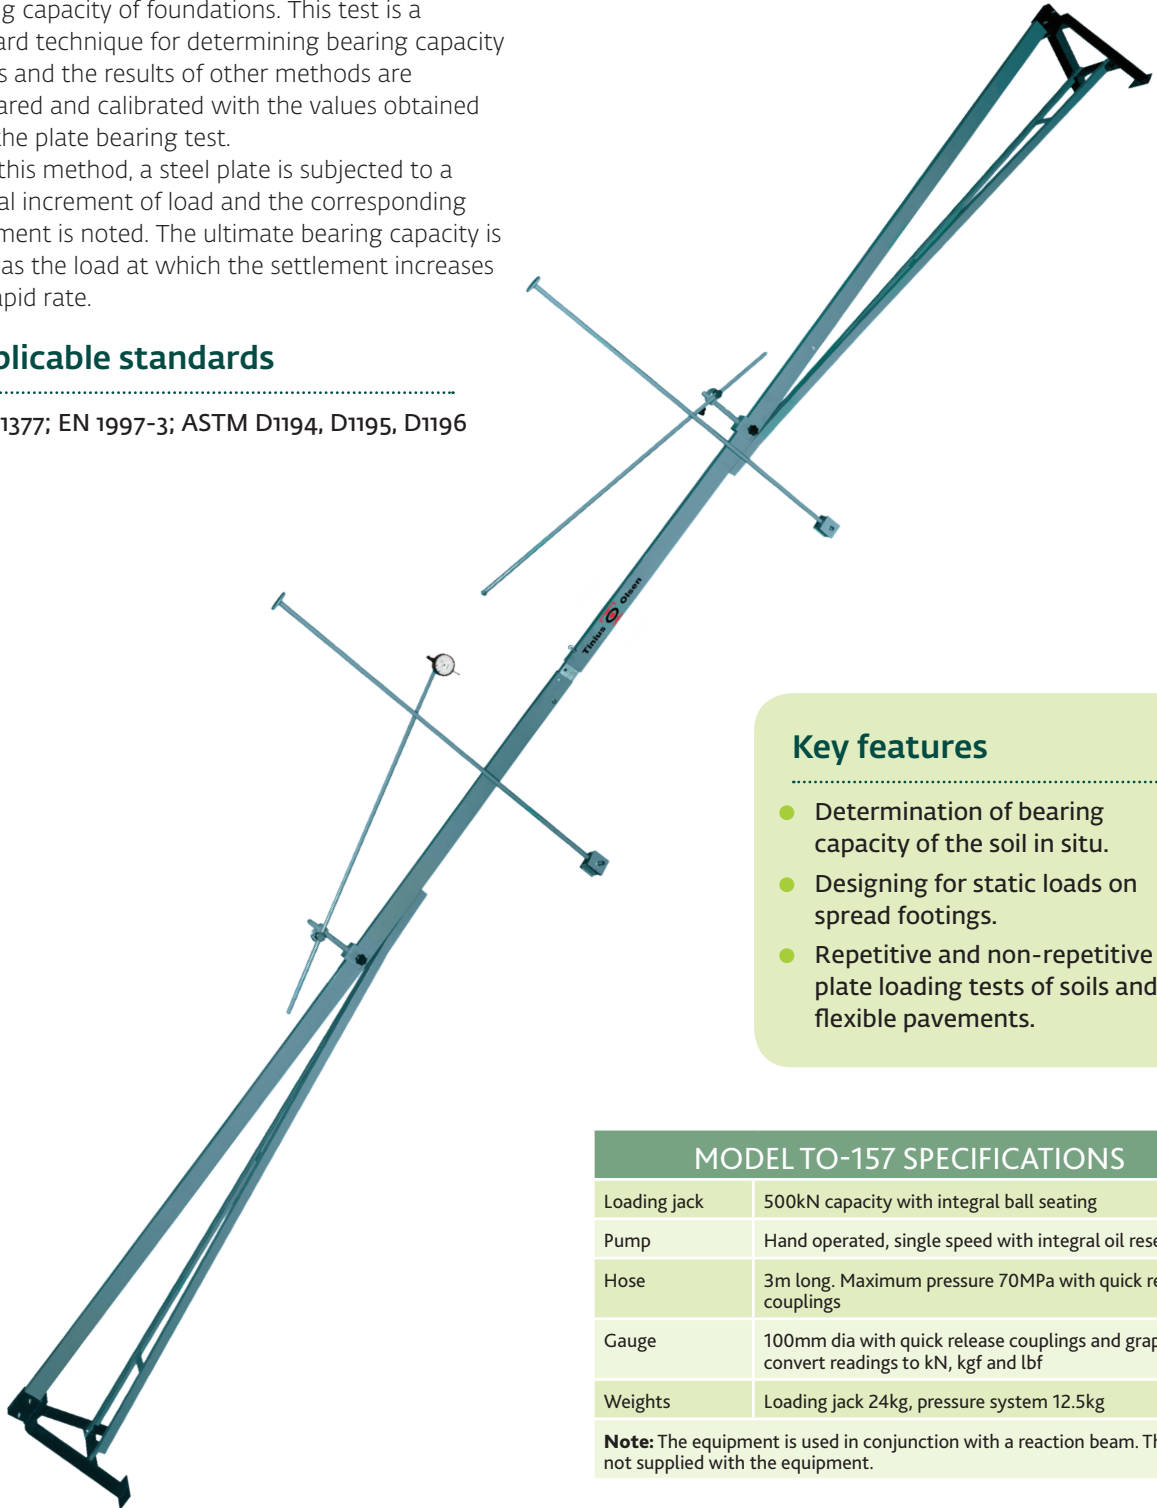 g capacity of foundations. This test is a
ard technique for determining bearing capacity
s and the results of other methods are
ared and calibrated with the values obtained
the plate bearing test.
this method, a steel plate is subjected to a
al increment of load and the corresponding
ment is noted. The ultimate bearing capacity is
as the load at which the settlement increases
apid rate.
plicable standards
1377; EN 1997-3; ASTM D1194, D1195, D1196
Tinius Olsen
Key features
Determination of bearing
capacity of the soil in situ.
Designing for static loads on
spread footings.
Repetitive and non-repetitive
plate loading tests of soils and
flexible pavements.
MODEL TO-157 SPECIFICATIONS
Loading jack 500kN capacity with integral ball seating
Pump Hand operated, single speed with integral oil rese
Hose 3m long. Maximum pressure 70MPa with quick re
couplings
Gauge 100mm dia with quick release couplings and grap
convert readings to kN, kgf and lbf
Weights Loading jack 24kg, pressure system 12.5kg
Note: The equipment is used in conjunction with a reaction beam. Th
not supplied with the equipment.